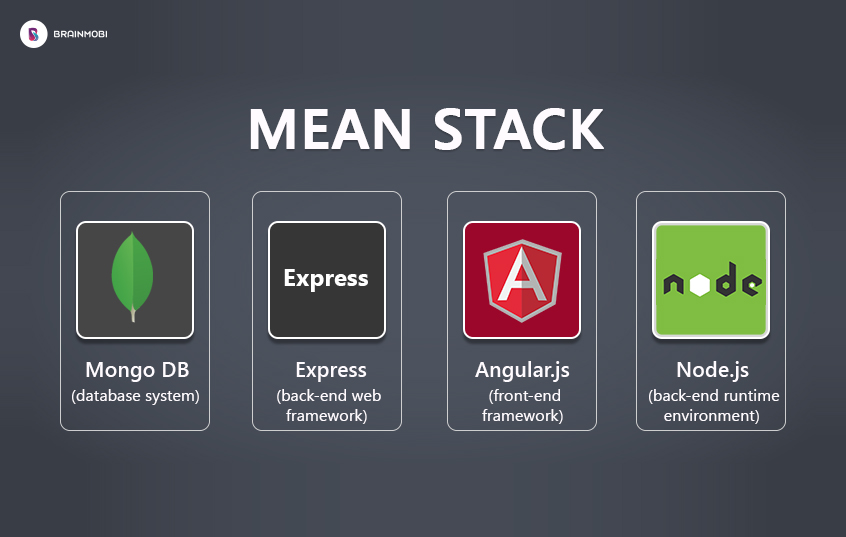 BRAINMOBI
MEAN STACK
Express
node
Mongo DB
(database system)
Express
(back-end web
framework)
Angular.js
(front-end
framework)
Node.js
(back-end runtime
environment)